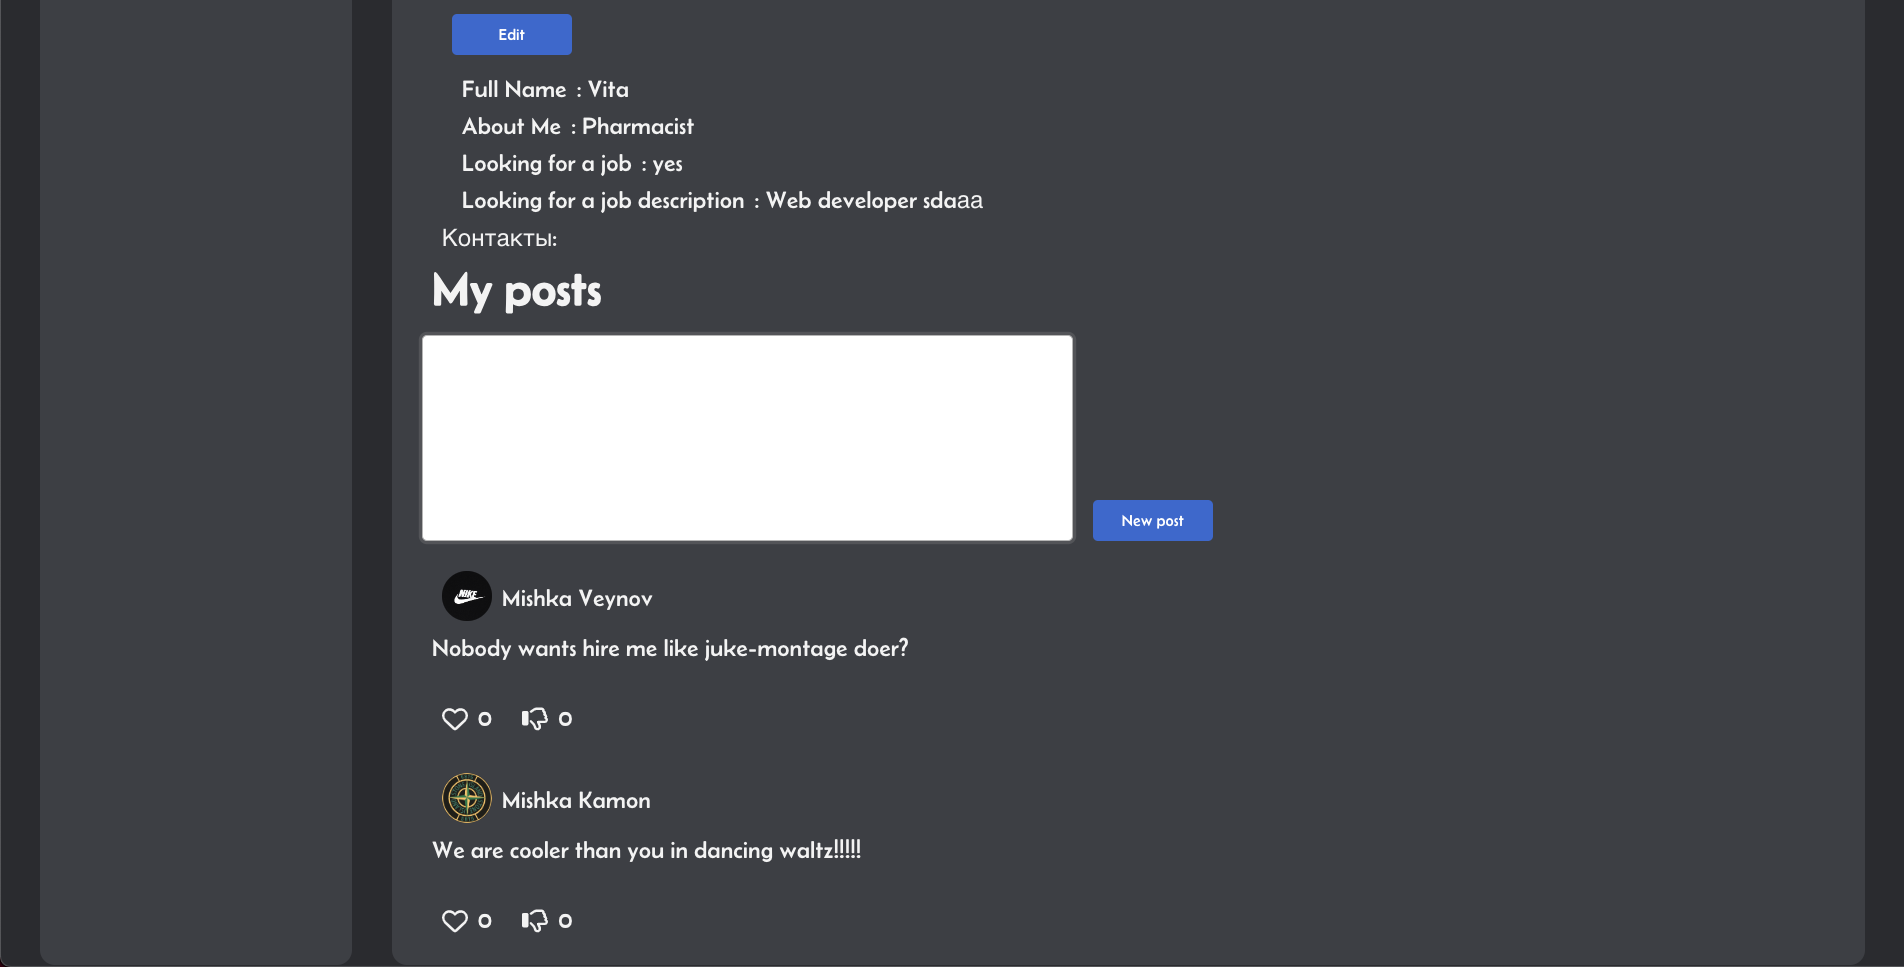 Edit
Full Name : Vita
About Me : Pharmacist
Looking for a job : yes
Looking for a job description : Web developer sdaаа
Контакты:
My posts
New post
NIKE
Mishka Veynov
Nobody wants hire me like juke-montage doer?
0 0
Mishka Kamon
We are cooler than you in dancing waltz!!!!!
0 0